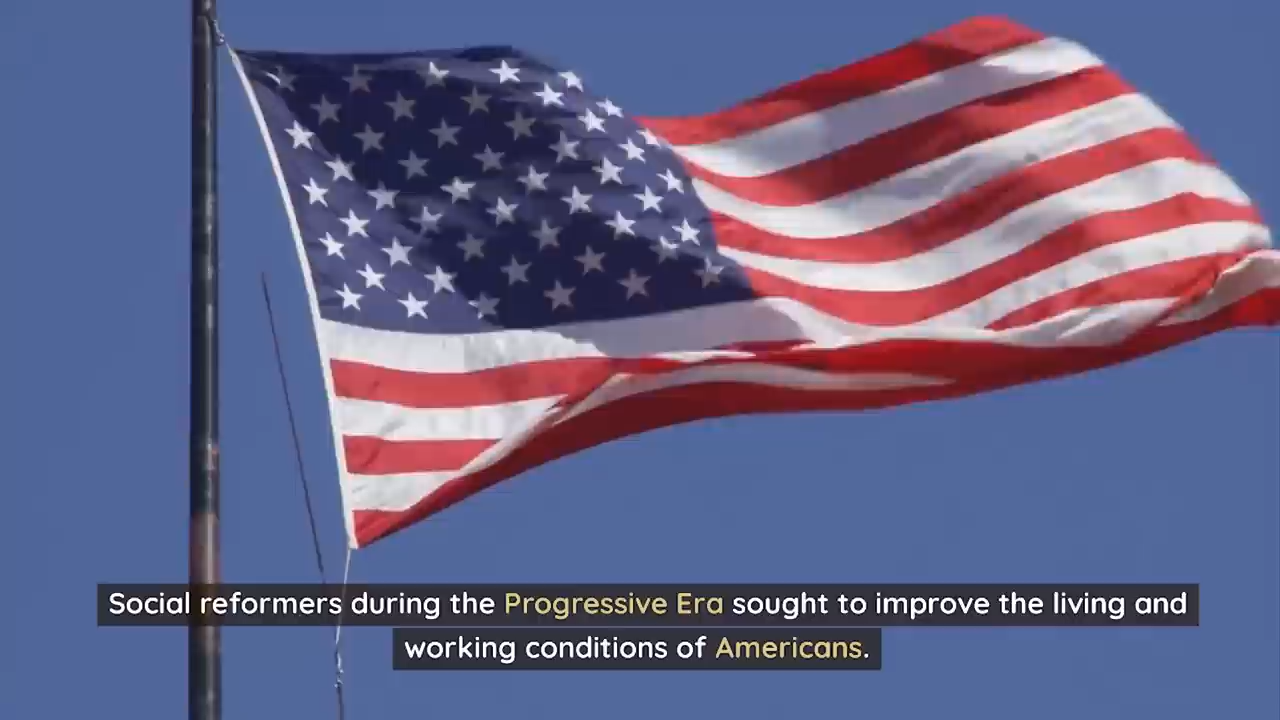 Social reformers during the Progressive Era sought to improve the living and
working conditions of Americans.